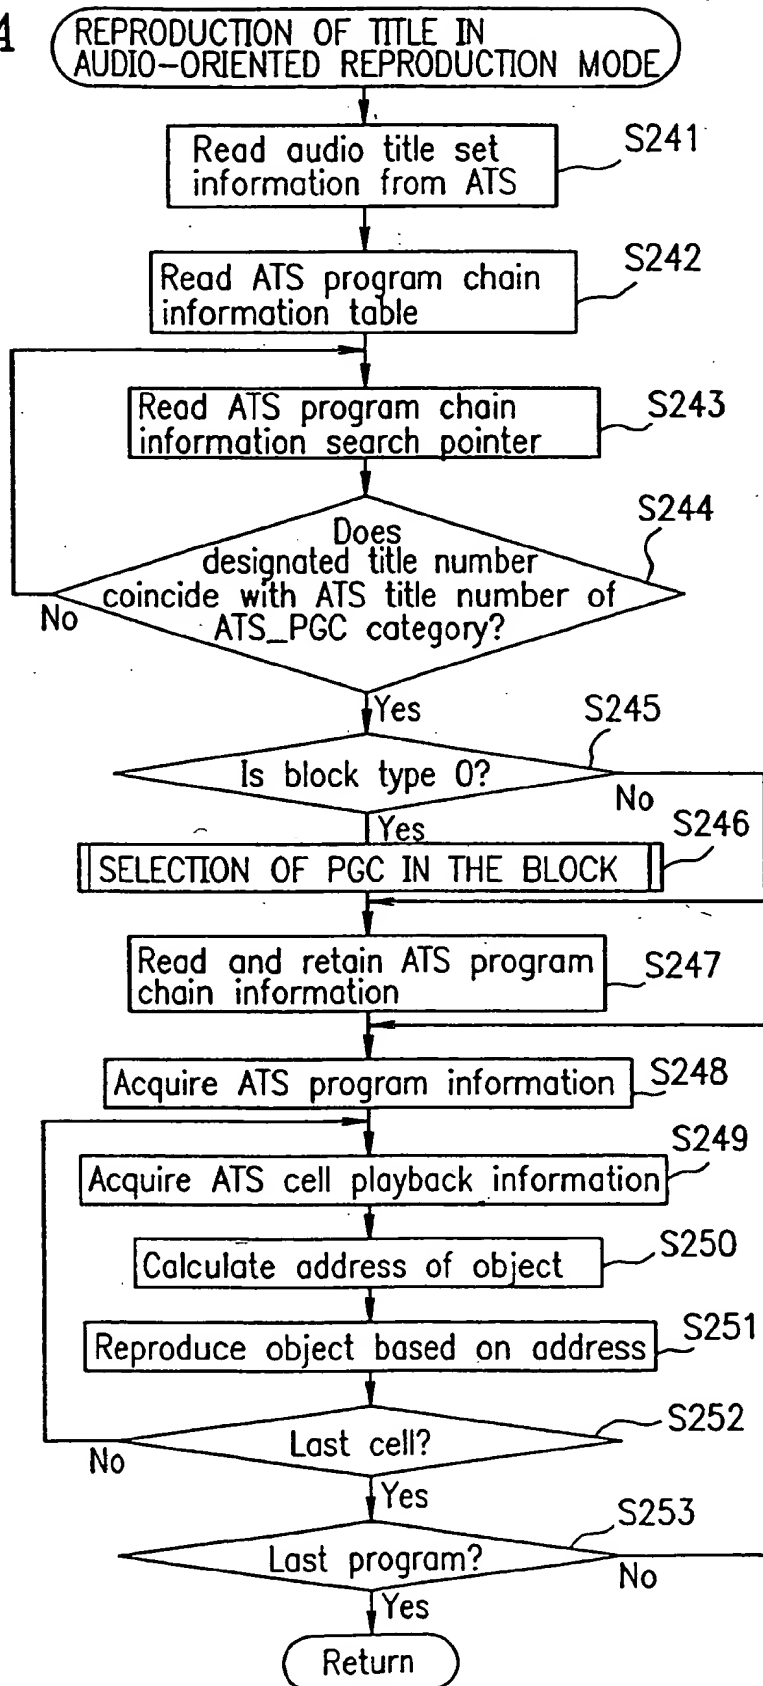 REPRODUCTION OF TITLE IN
AUDIO-ORIENTED REPRODUCTION MODE
Read audio title set
information from ATS
S241
Read ATS program chain
information table
S242
Read ATS program chain
information search pointer
S243
Does
designated title number
coincide with ATS title number of
ATS_PGC category?
S244
No
Yes
Is block type 0?
S245
No
Yes
SELECTION OF PGC IN THE BLOCK
S246
Read and retain ATS program
chain information
S247
Acquire ATS program information
S248
Acquire ATS cell playback information
S249
Calculate address of object
S250
Reproduce object based on address
S251
Last cell?
S252
No
Yes
Last program?
S253
No
Yes
Return